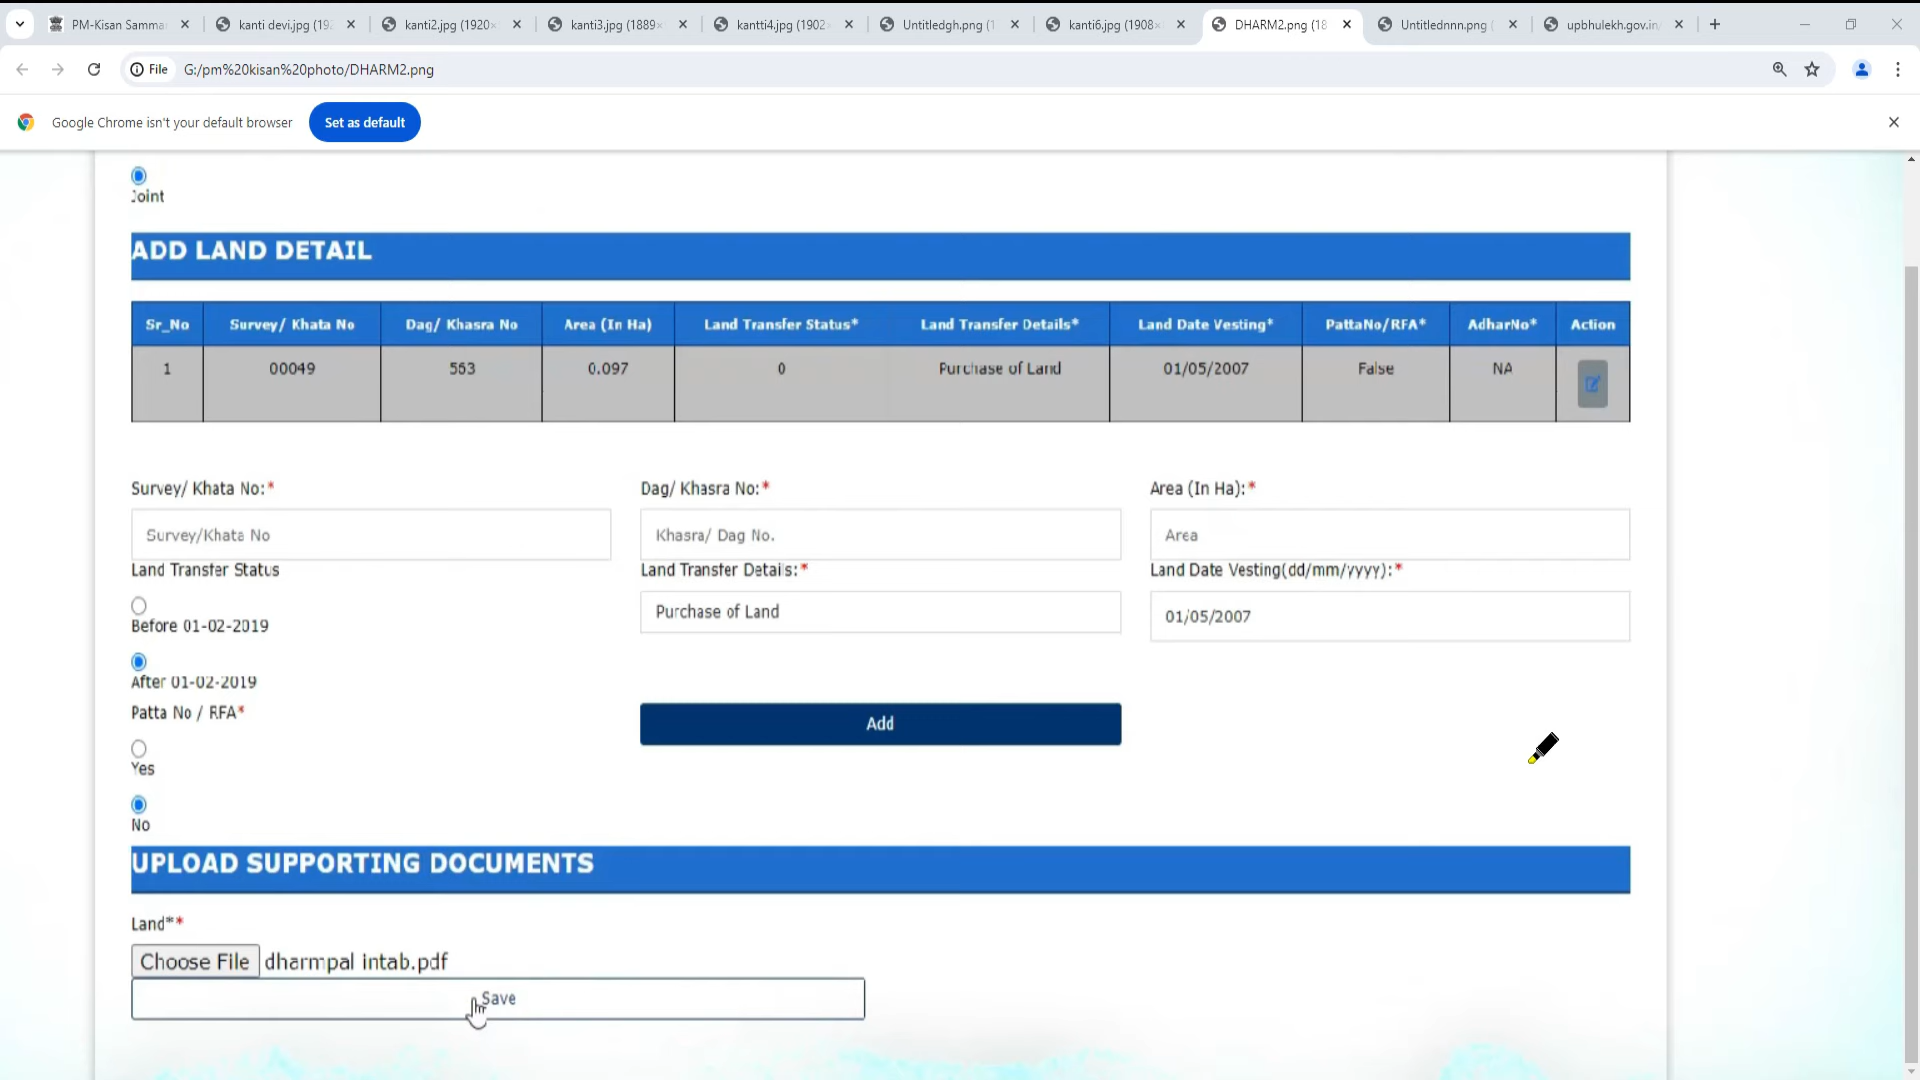 PM-Kisan Samma
kanti devi.jpg (192
kanti2.jpg (1920×
kanti3.jpg (1889×
kantti4.jpg (1902×
Untitledgh.png (1
kanti6.jpg (1908×
DHARM2.png (18
Untitlednnn.png (
upbhulekh.gov.in/
File
G:/pm%20kisan%20photo/DHARM2.png
Google Chrome isn't your default browser
Set as default
Joint
ADD LAND DETAIL
Sr_No Survey/ Khata No Dag/ Khasra No Area (In Ha) Land Transfer Status* Land Transfer Details* Land Date Vesting* PattaNo/RFA* AdharNo* Action
1 00049 563 0.097 0 Purchase of Land 01/05/2007 False NA
Survey/ Khata No:* Dag/ Khasra No:* Area (In Ha):*
Survey/Khata No Khasra/ Dag No. Area
Land Transfer Status Land Transfer Details:* Land Date Vesting(dd/mm/yyyy):*
Purchase of Land 01/05/2007
Before 01-02-2019
After 01-02-2019
Patta No / RFA*
Add
Yes
No
UPLOAD SUPPORTING DOCUMENTS
Land**
Choose File dharmpal intab.pdf
Save